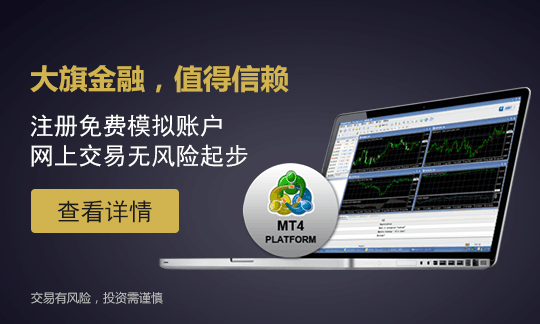 大旗金融，值得信赖
注册免费模拟账户
网上交易无风险起步
查看详情
MT4
PLATFORM
交易有风险，投资需谨慎